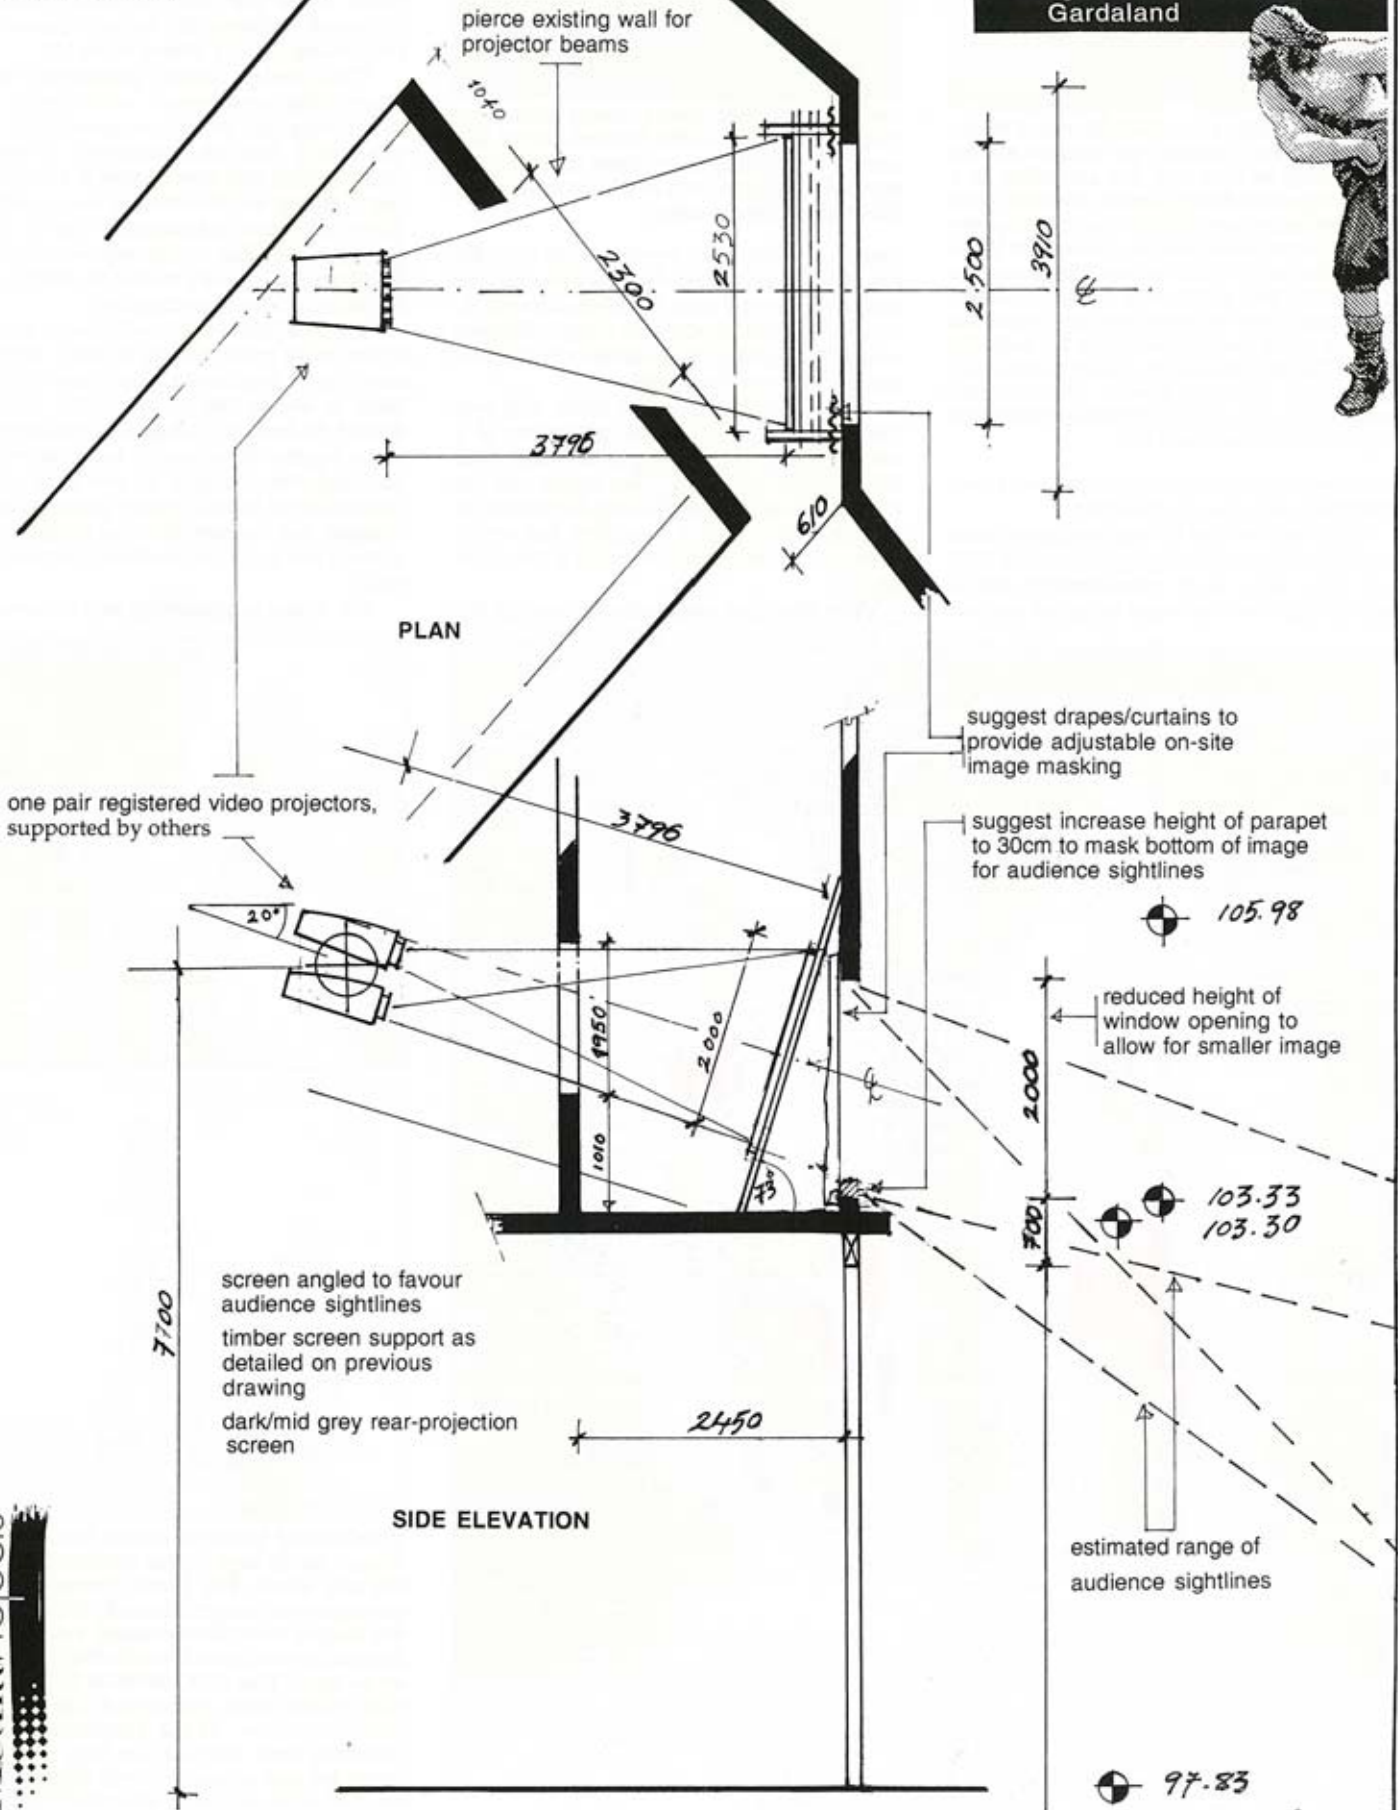 Gardaland
pierce existing wall for
projector beams
1040
2300
2530
2500
3910
℄
3796
610
PLAN
suggest drapes/curtains to
provide adjustable on-site
image masking
one pair registered video projectors,
supported by others
3796
suggest increase height of parapet
to 30cm to mask bottom of image
for audience sightlines
105.98
20°
reduced height of
window opening to
allow for smaller image
1950
2000
℄
2000
1010
73°
103.33
103.30
700
screen angled to favour
audience sightlines
timber screen support as
detailed on previous
drawing
dark/mid grey rear-projection
screen
7700
2450
SIDE ELEVATION
estimated range of
audience sightlines
97.83